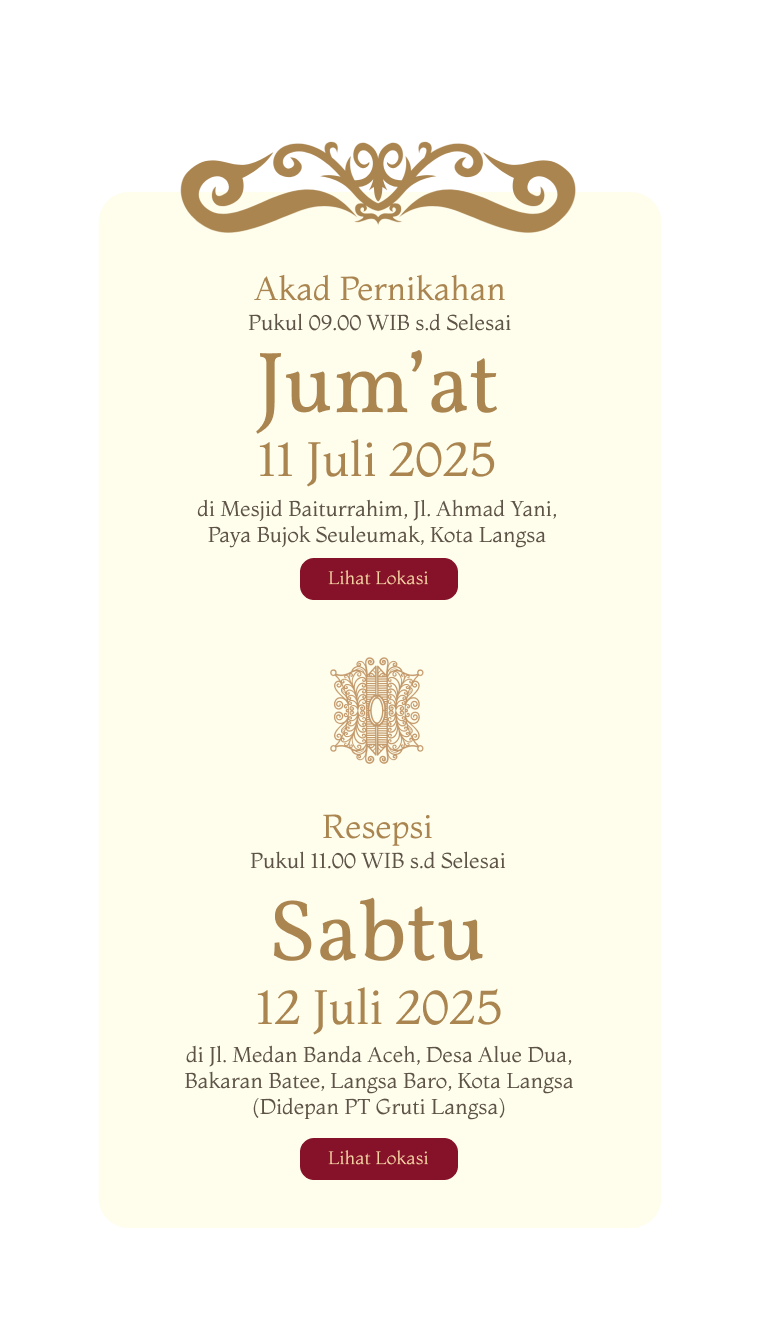 Akad Pernikahan
Pukul 09.00 WIB s.d Selesai
Jum’at
11 Juli 2025
di Mesjid Baiturrahim, Jl. Ahmad Yani,
Paya Bujok Seuleumak, Kota Langsa
Lihat Lokasi
Resepsi
Pukul 11.00 WIB s.d Selesai
Sabtu
12 Juli 2025
di Jl. Medan Banda Aceh, Desa Alue Dua,
Bakaran Batee, Langsa Baro, Kota Langsa
(Didepan PT Gruti Langsa)
Lihat Lokasi